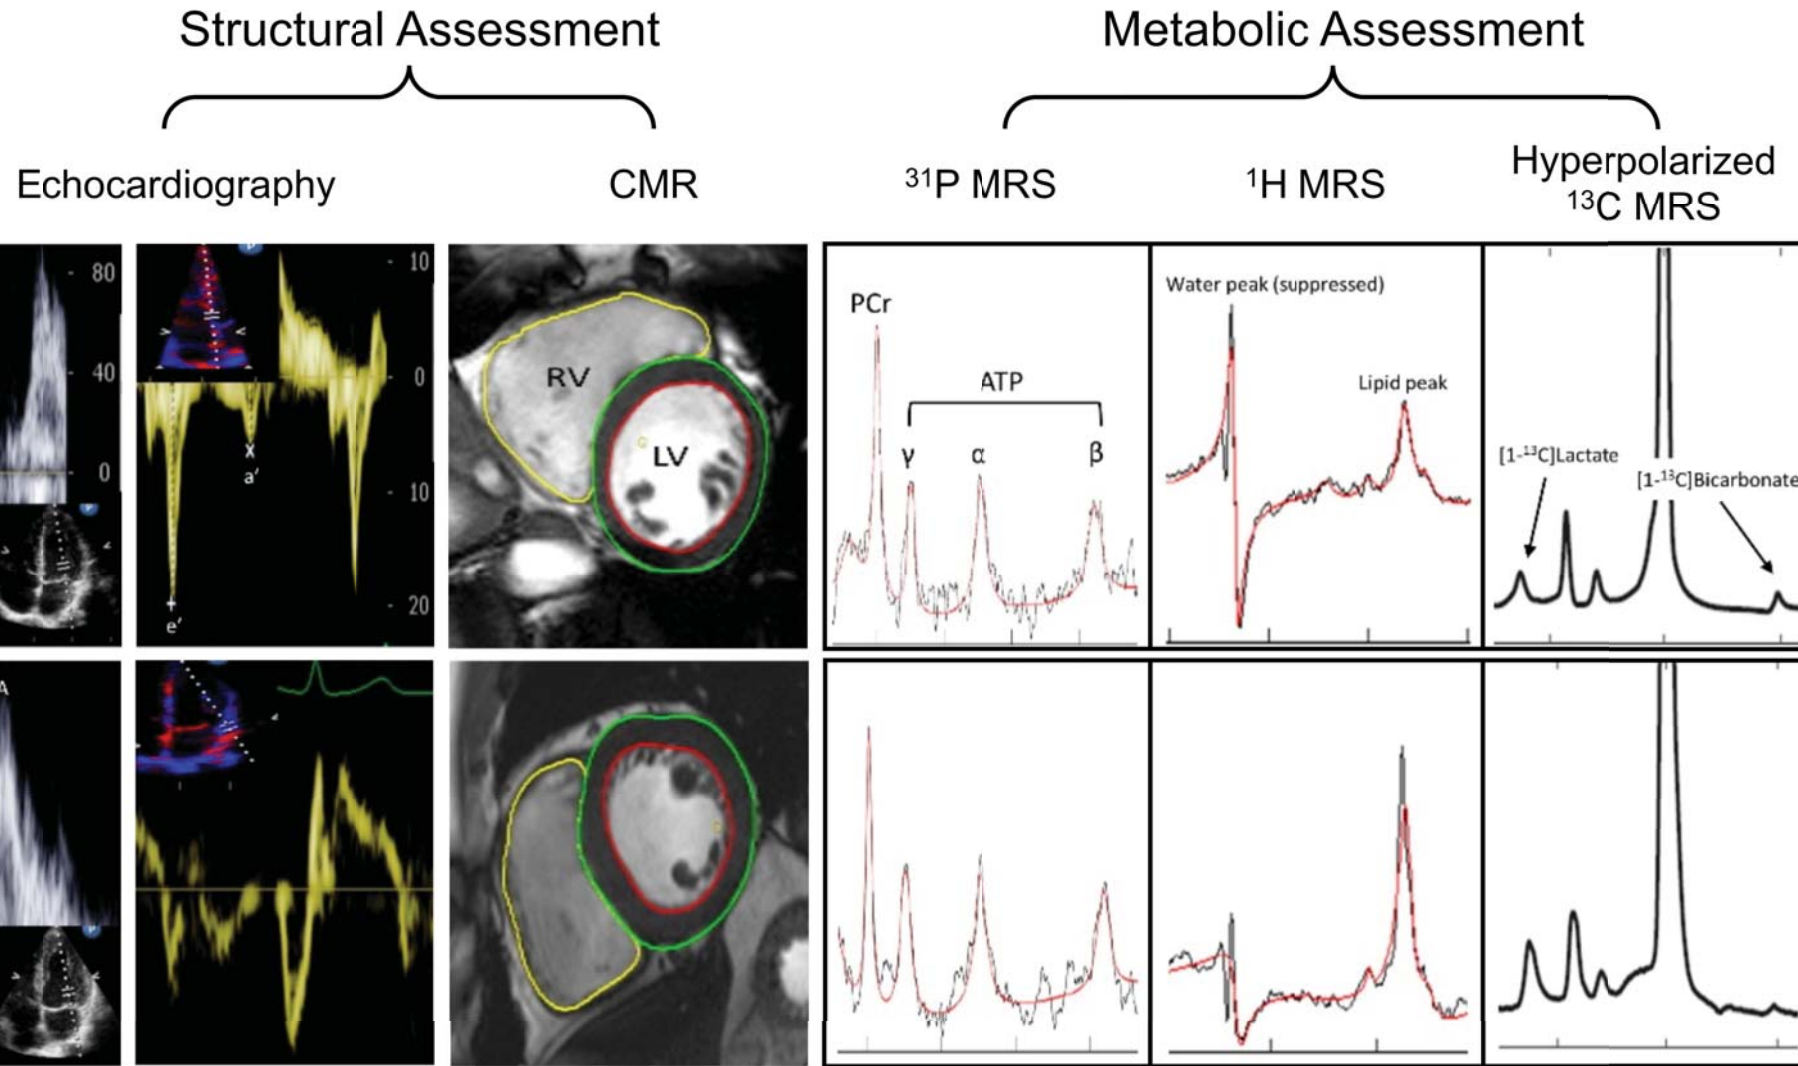 Structural Assessment
Metabolic Assessment
Echocardiography
CMR
³¹P MRS
¹H MRS
Hyperpolarized
¹³C MRS
80
40
0
10
0
10
20
x
a′
+
e′
RV
LV
PCr
ATP
γ
α
β
Water peak (suppressed)
Lipid peak
[1-¹³C]Lactate
[1-¹³C]Bicarbonate
A